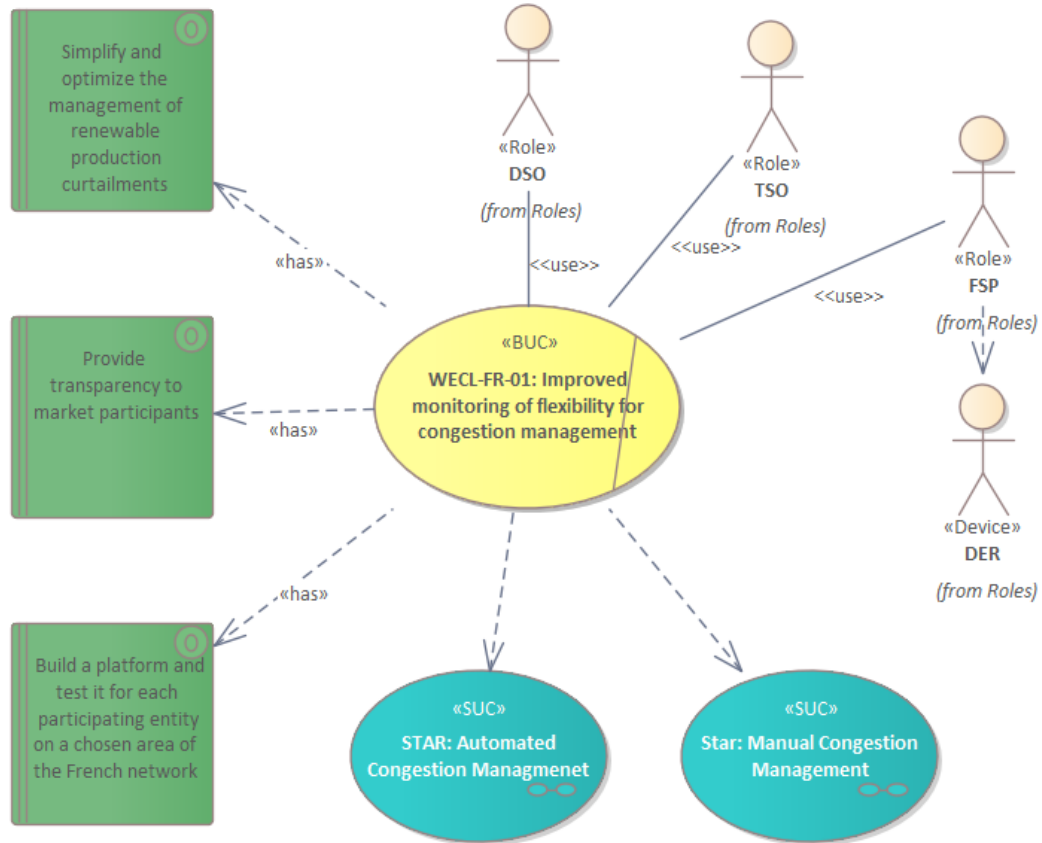 Simplify and
optimize the
management of
renewable
production
curtailments
«Role»
DSO
(from Roles)
«Role»
TSO
(from Roles)
«Role»
FSP
(from Roles)
«has»
<<use>>
<<use>>
<<use>>
«BUC»
WECL-FR-01: Improved
monitoring of flexibility for
congestion management
Provide
transparency to
market participants
«has»
«Device»
DER
(from Roles)
«has»
Build a platform and
test it for each
participating entity
on a chosen area of
the French network
«SUC»
STAR: Automated
Congestion Managmenet
«SUC»
Star: Manual Congestion
Management